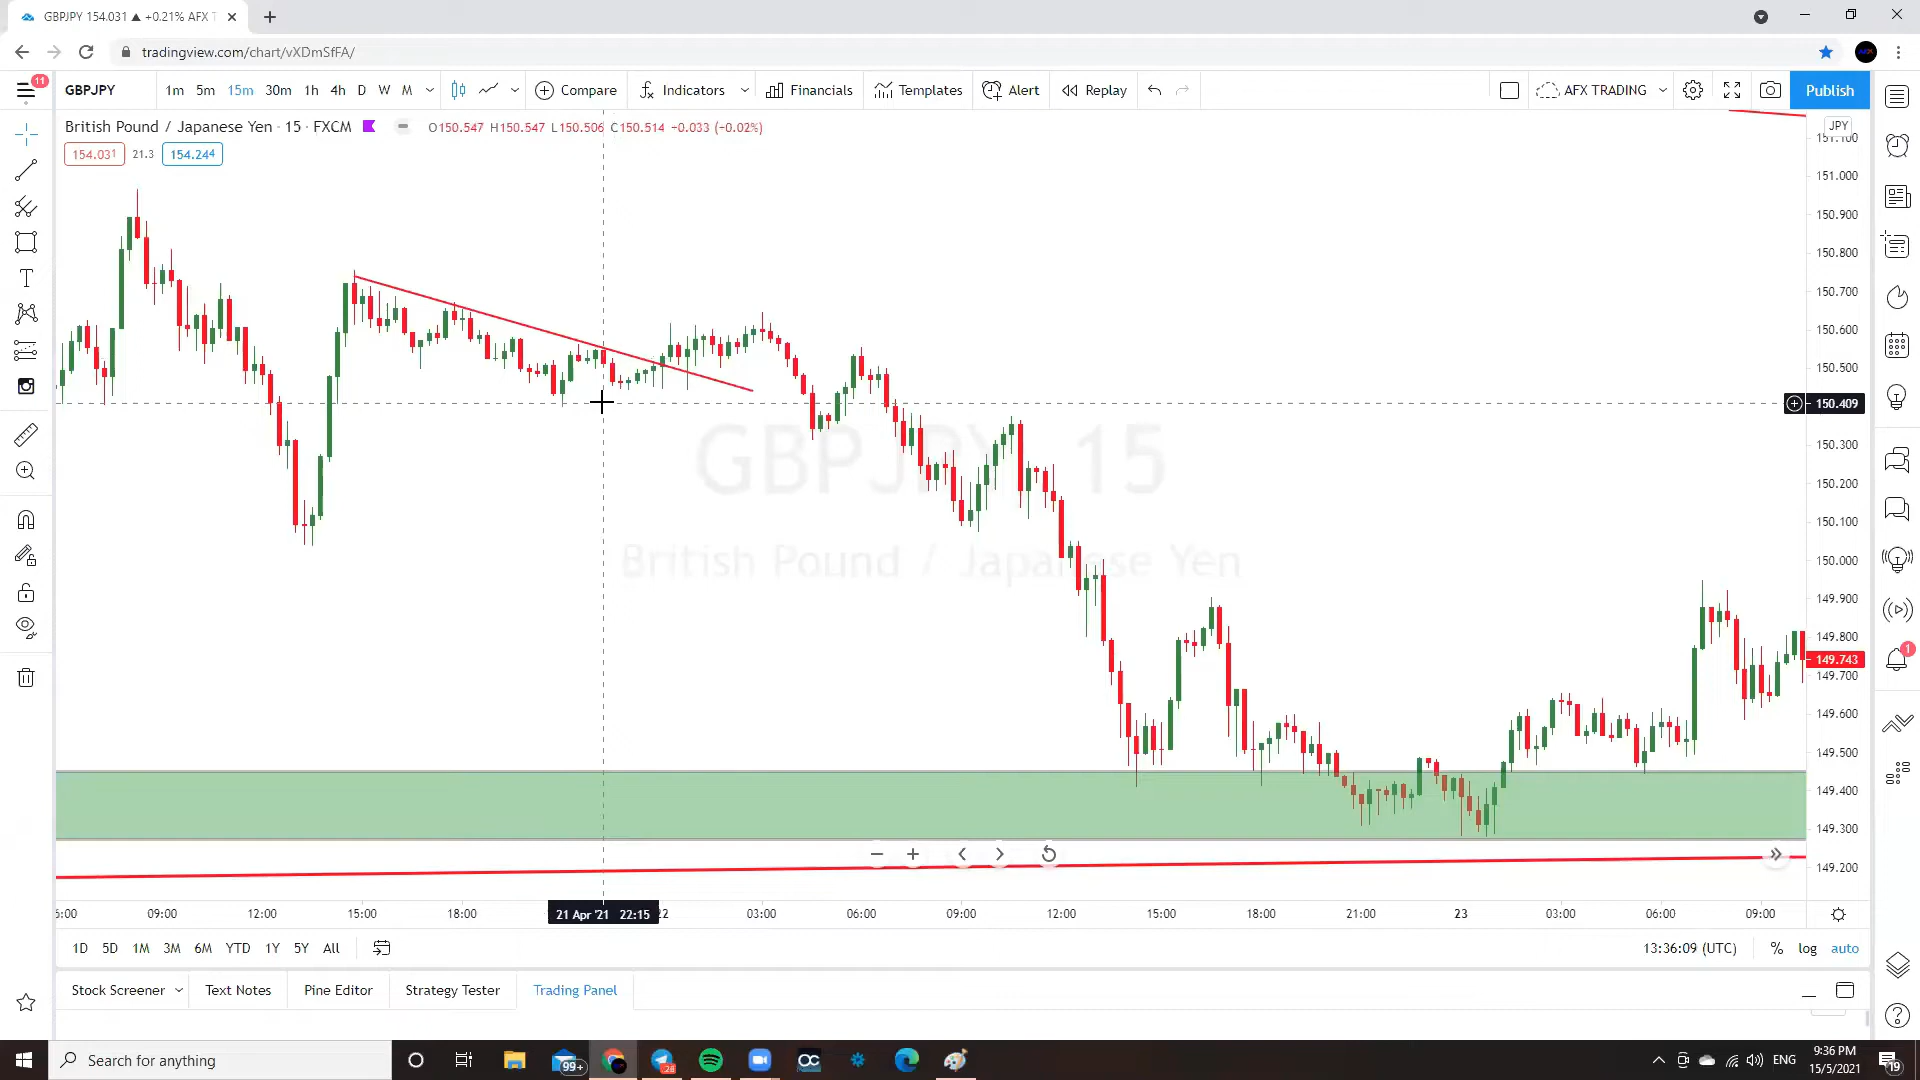 GBPJPY 154.031 ▲ +0.21% AFX T
tradingview.com/chart/vXDmSfFA/
11
GBPJPY 1m 5m 15m 30m 1h 4h D W M Compare Indicators Financials Templates Alert Replay AFX TRADING Publish
British Pound / Japanese Yen · 15 · FXCM O150.547 H150.547 L150.506 C150.514 +0.033 (−0.02%)
JPY
154.031 21.3 154.244
151.100
151.000
150.900
150.800
150.700
150.600
150.500
150.409
GBPJPY 15
150.300
150.200
150.100
British Pound / Japanese Yen
150.000
149.900
149.800
149.743
149.700
149.600
149.500
149.400
149.300
149.200
1
09:00 12:00 15:00 18:00 21 Apr '21 22:15 03:00 06:00 09:00 12:00 15:00 18:00 21:00 23 03:00 06:00 09:00
1D 5D 1M 3M 6M YTD 1Y 5Y All 13:36:09 (UTC) % log auto
Stock Screener Text Notes Pine Editor Strategy Tester Trading Panel
Search for anything
99+
28
OC
ENG
9:36 PM
15/5/2021
19